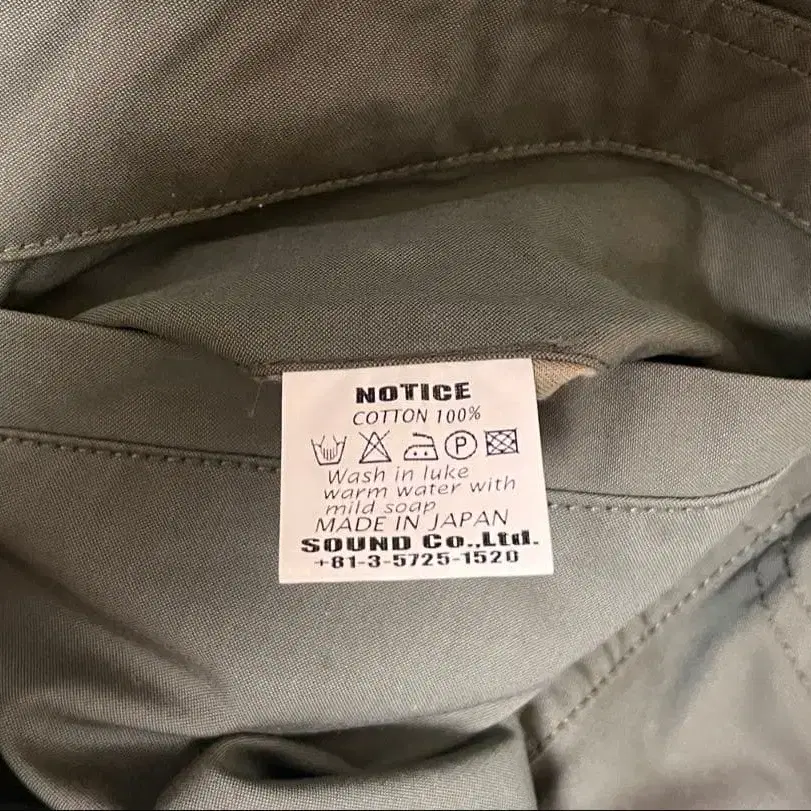 NOTICE
COTTON 100%
P
Wash in luke
warm water with
mild soap
MADE IN JAPAN
SOUND Co.,Ltd.
+81-3-5725-1520